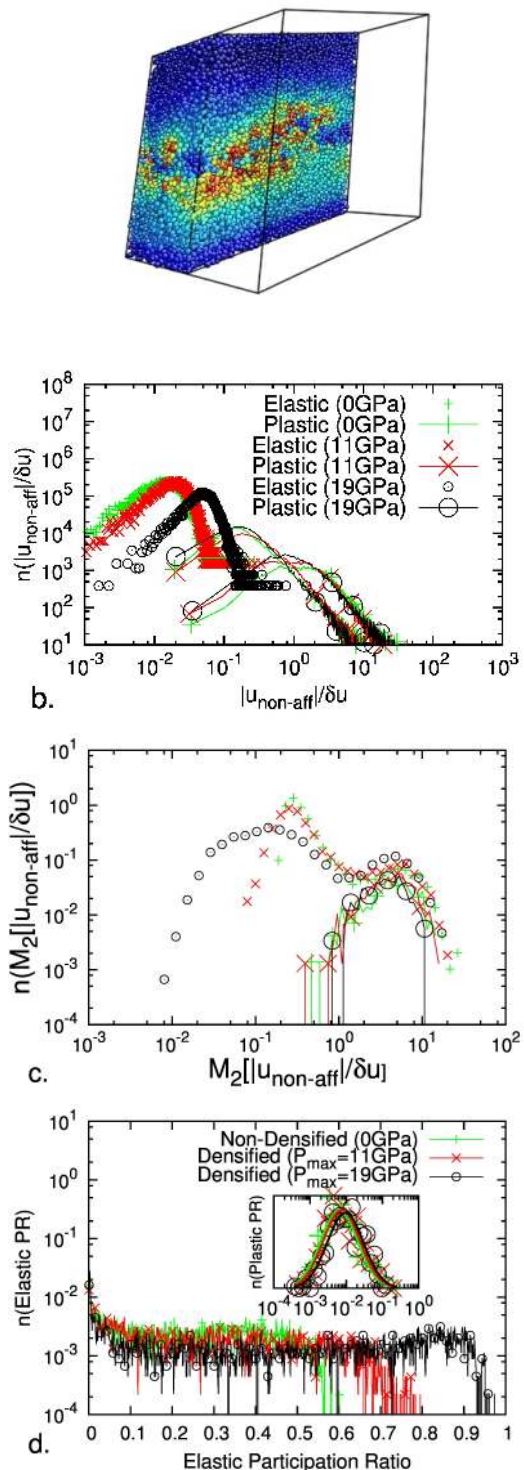 10^8
10^7
10^6
10^5
10^4
10^3
10^2
10
n(|u_non-aff|/δu)
Elastic (0GPa)
Plastic (0GPa)
Elastic (11GPa)
Plastic (11GPa)
Elastic (19GPa)
Plastic (19GPa)
10^-3 10^-2 10^-1 10^0 10^1 10^2 10^3
b.
|u_non-aff|/δu
10^1
10^0
10^-1
10^-2
10^-3
10^-4
n(M_2[|u_non-aff|/δu])
10^-3 10^-2 10^-1 10^0 10^1 10^2
c.
M_2[|u_non-aff|/δu]
10^1
10^0
10^-1
10^-2
10^-3
10^-4
n(Elastic PR)
Non-Densified (0GPa)
Densified (P_max=11GPa)
Densified (P_max=19GPa)
n(Plastic PR)
10^-4 10^-3 10^-2 10^-1 10^0
0 0.1 0.2 0.3 0.4 0.5 0.6 0.7 0.8 0.9 1
d.
Elastic Participation Ratio